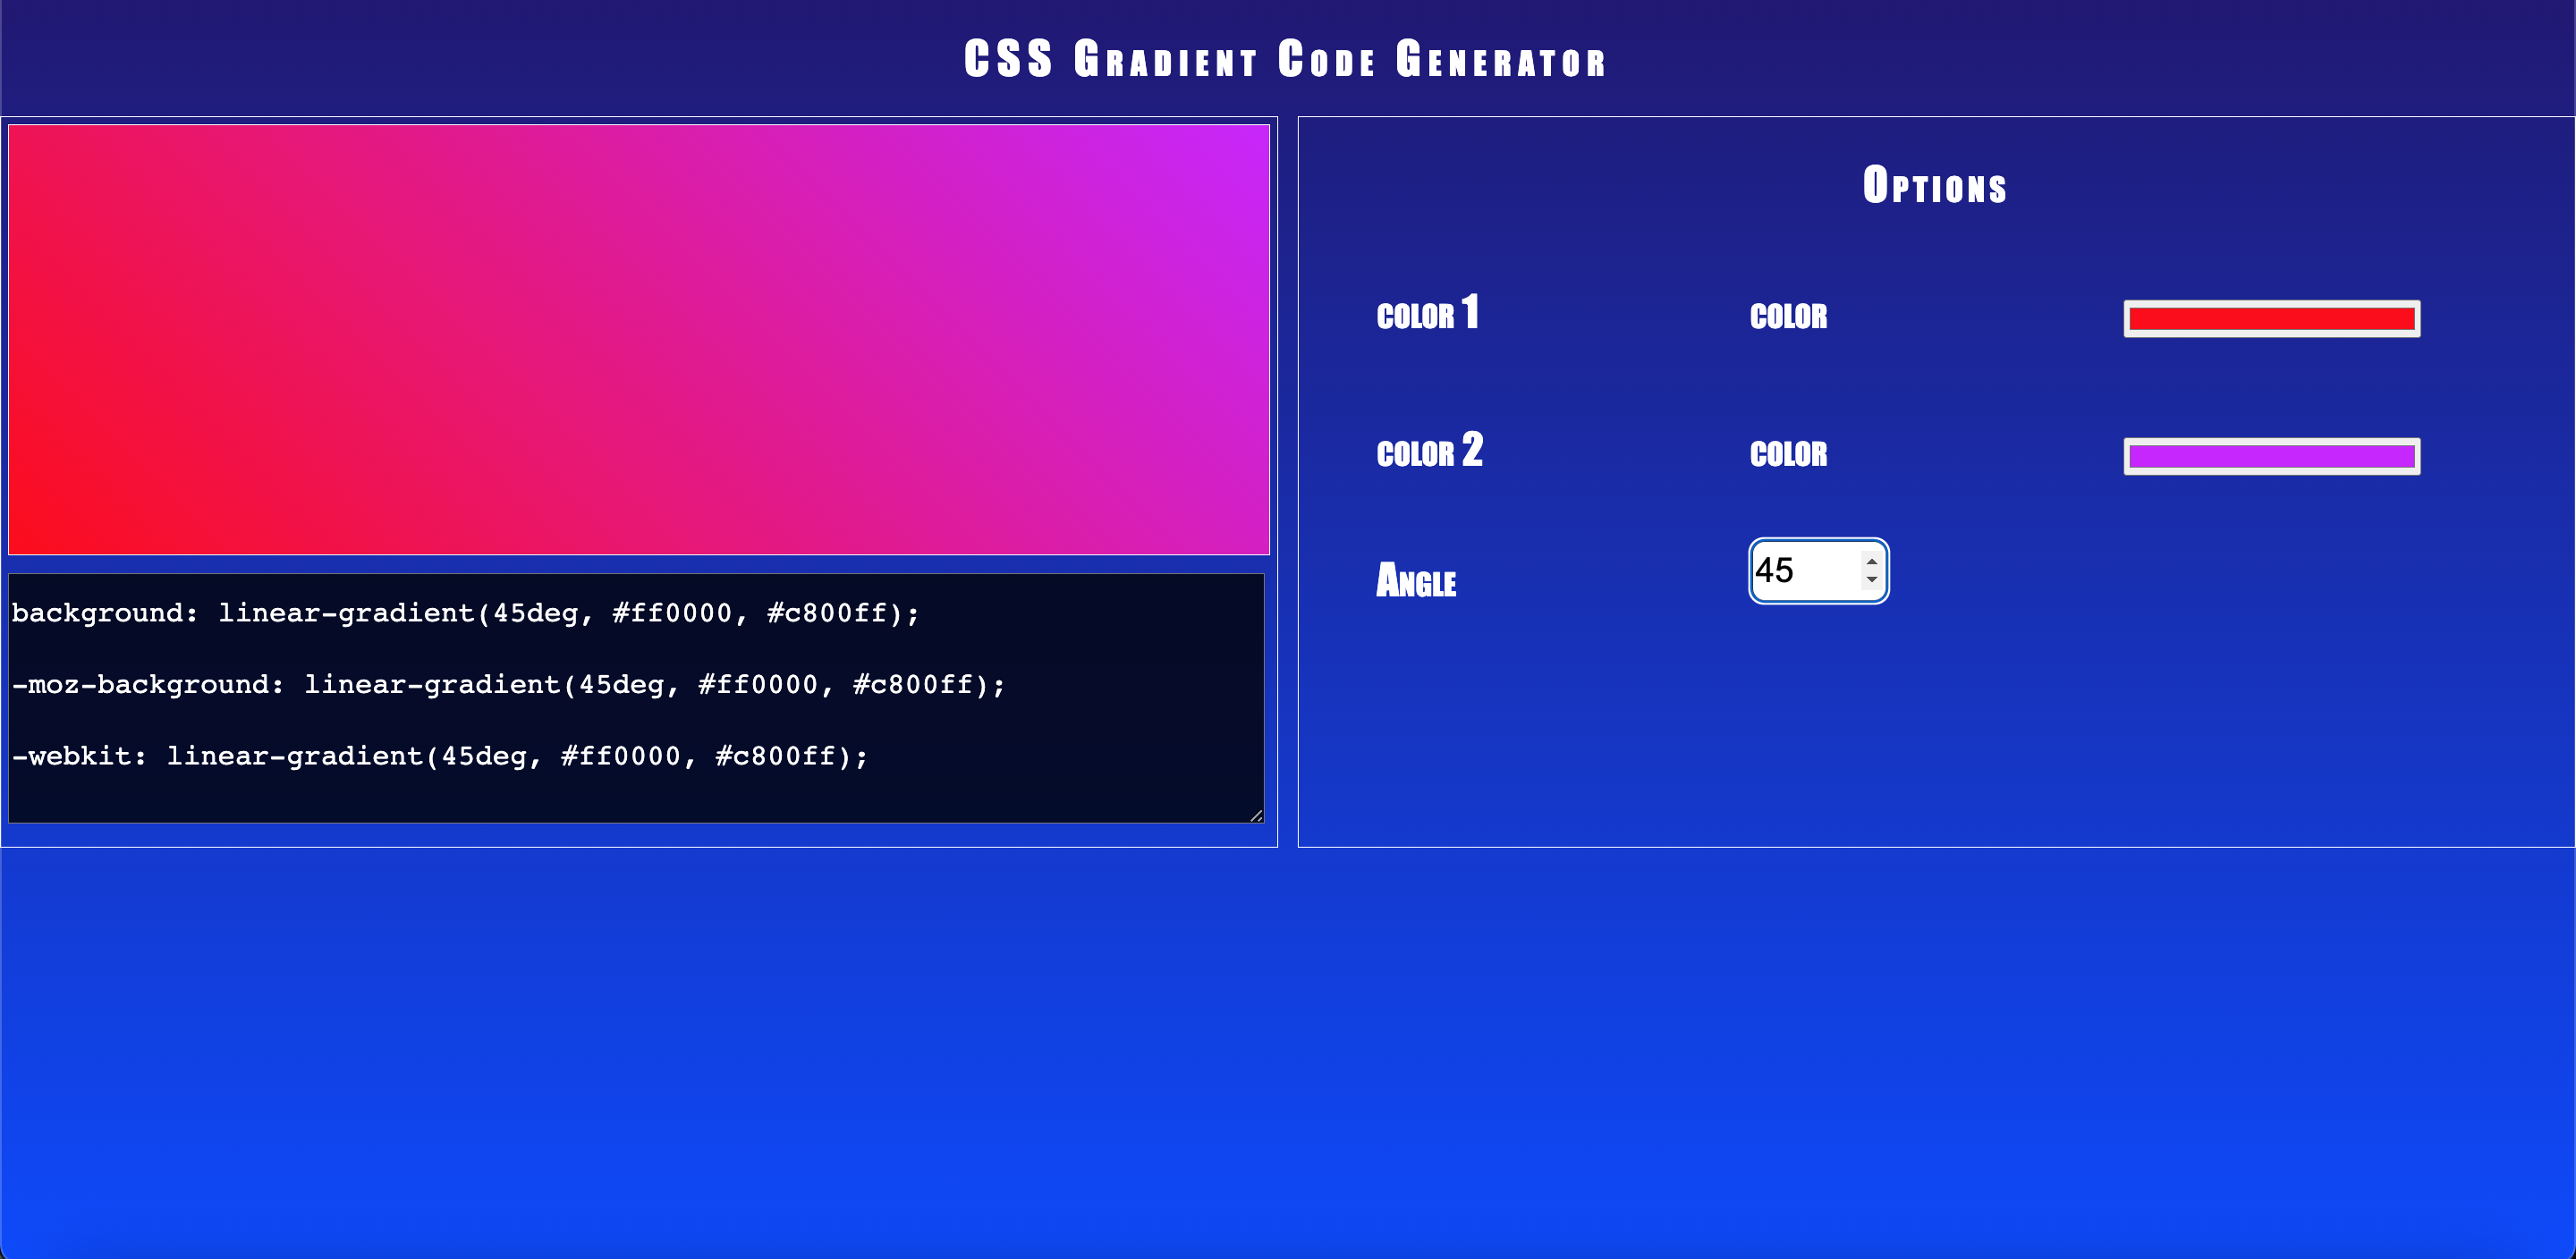 CSS Gradient Code Generator
Options
color 1 color
color 2 color
Angle 45
background: linear-gradient(45deg, #ff0000, #c800ff);
-moz-background: linear-gradient(45deg, #ff0000, #c800ff);
-webkit: linear-gradient(45deg, #ff0000, #c800ff);